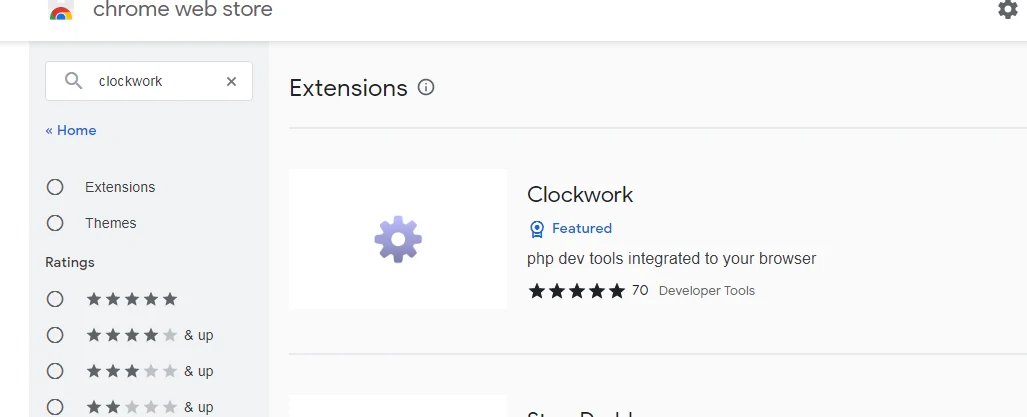 chrome web store
clockwork
« Home
Extensions
Themes
Ratings
& up
& up
& up
Extensions
Clockwork
Featured
php dev tools integrated to your browser
70 Developer Tools